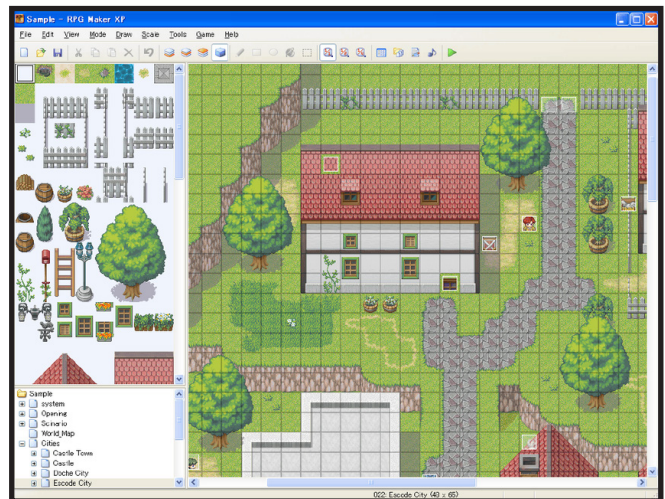 Sample - RPG Maker XP
File Edit View Mode Draw Scale Tools Game Help
Sample
system
Opening
Scinario
World_Map
Cities
Castle Town
Castle
Doche City
Escode City
022: Escode City (49 x 65)